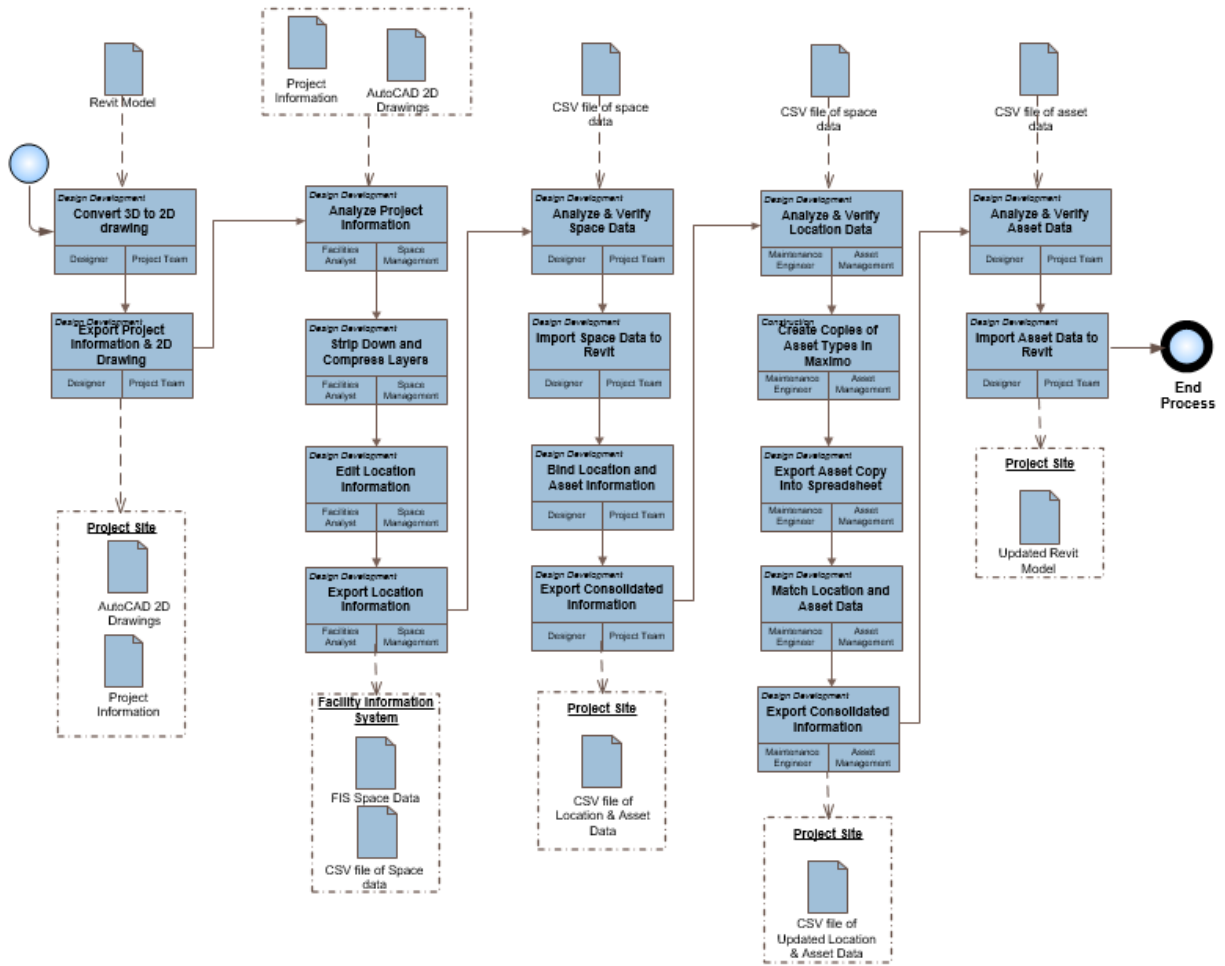 Revit Model
Design Development
Convert 3D to 2D
drawing
Designer
Project Team
Design Development
Export Project
Information & 2D
Drawing
Designer
Project Team
Project Site
AutoCAD 2D
Drawings
Project
Information
Project
Information
AutoCAD 2D
Drawings
Design Development
Analyze Project
Information
Facilities
Analyst
Space
Management
Design Development
Strip Down and
Compress Layers
Facilities
Analyst
Space
Management
Design Development
Edit Location
Information
Facilities
Analyst
Space
Management
Design Development
Export Location
Information
Facilities
Analyst
Space
Management
Facility Information
System
FIS Space Data
CSV file of Space
data
CSV file of space
data
Design Development
Analyze & Verify
Space Data
Designer
Project Team
Design Development
Import Space Data to
Revit
Designer
Project Team
Design Development
Bind Location and
Asset Information
Designer
Project Team
Design Development
Export Consolidated
Information
Designer
Project Team
Project Site
CSV file of
Location & Asset
Data
CSV file of space
data
Design Development
Analyze & Verify
Location Data
Maintenance
Engineer
Asset
Management
Construction
Create Copies of
Asset Types in
Maximo
Maintenance
Engineer
Asset
Management
Design Development
Export Asset Copy
Into Spreadsheet
Maintenance
Engineer
Asset
Management
Design Development
Match Location and
Asset Data
Maintenance
Engineer
Asset
Management
Design Development
Export Consolidated
Information
Maintenance
Engineer
Asset
Management
Project Site
CSV file of
Updated Location
& Asset Data
CSV file of asset
data
Design Development
Analyze & Verify
Asset Data
Designer
Project Team
Design Development
Import Asset Data to
Revit
Designer
Project Team
Project Site
Updated Revit
Model
End
Process